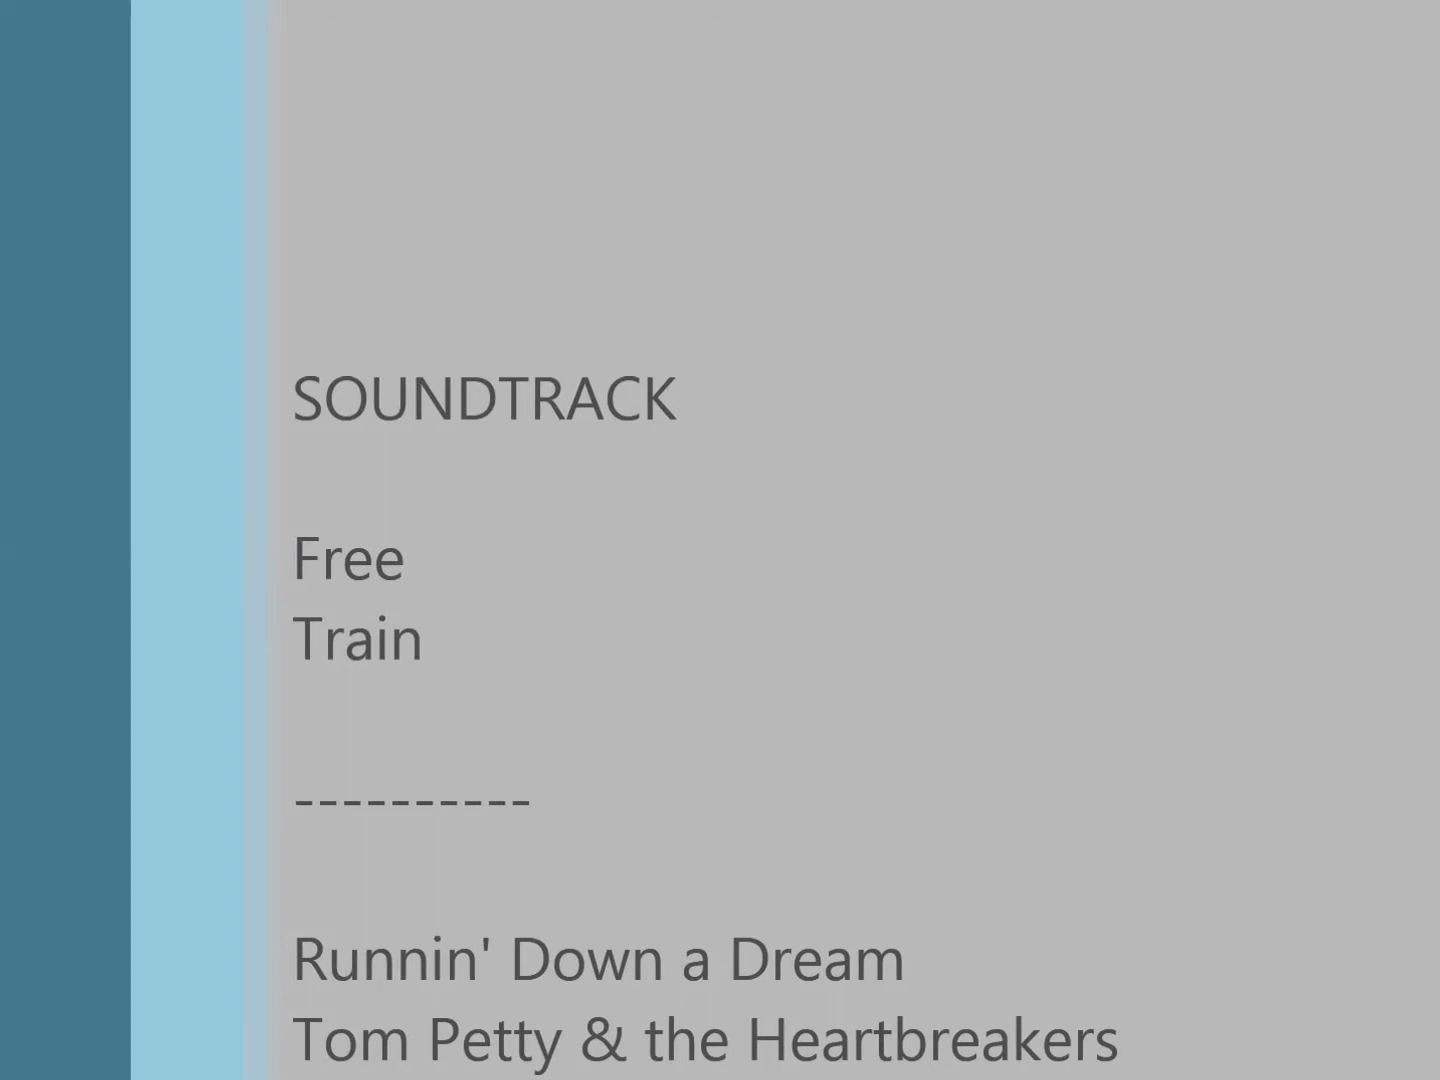 SOUNDTRACK
Free
Train
----------
Runnin' Down a Dream
Tom Petty & the Heartbreakers